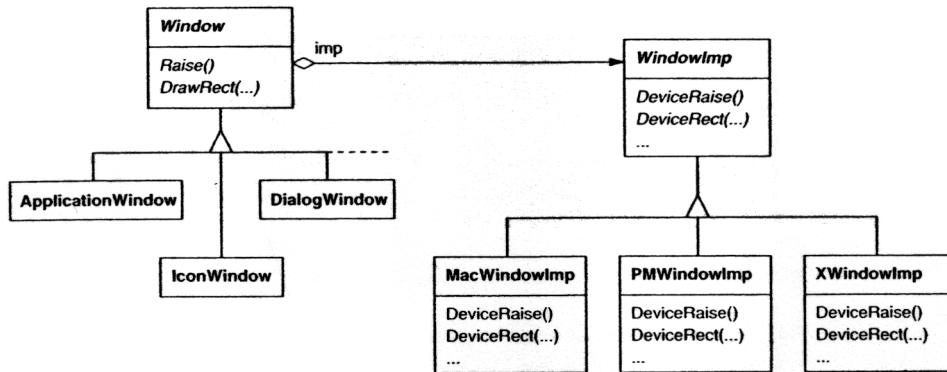 Window
Raise()
DrawRect(...)
imp
WindowImp
DeviceRaise()
DeviceRect(...)
...
ApplicationWindow
DialogWindow
IconWindow
MacWindowImp
DeviceRaise()
DeviceRect(...)
...
PMWindowImp
DeviceRaise()
DeviceRect(...)
...
XWindowImp
DeviceRaise()
DeviceRect(...)
...